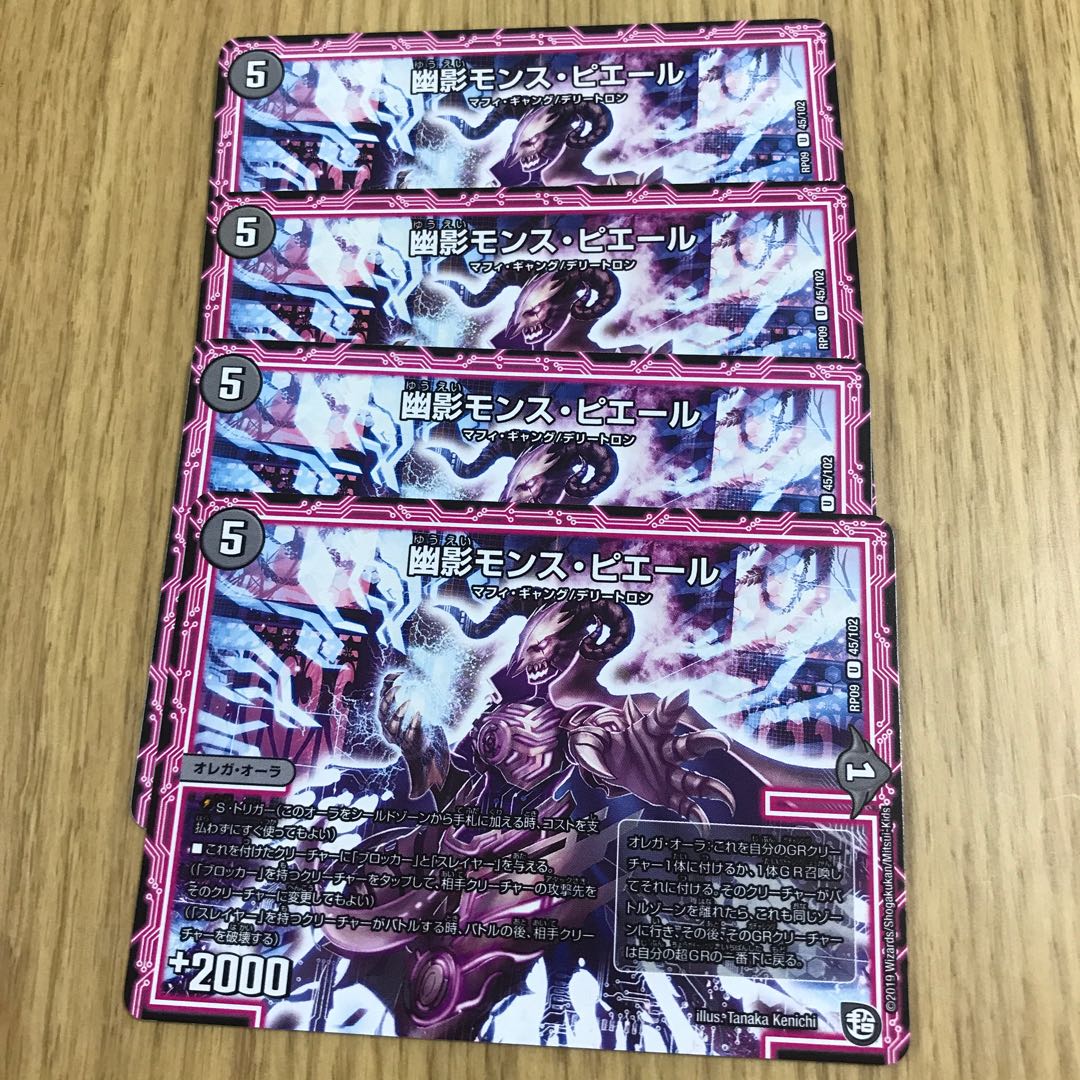 5
ゆうえい
幽影モンス・ピエール
マフィ・ギャング/デリートロン
RP09 U 45/102
5
ゆうえい
幽影モンス・ピエール
マフィ・ギャング/デリートロン
RP09 U 45/102
5
ゆうえい
幽影モンス・ピエール
マフィ・ギャング/デリートロン
U 45/102
5
ゆうえい
幽影モンス・ピエール
マフィ・ギャング/デリートロン
RP09 U 45/102
1
オレガ・オーラ
S・トリガー(このオーラをシールドゾーンから手札に加える時、コストを支
払わずにすぐ使ってもよい)
■これを付けたクリーチャーに「ブロッカー」と「スレイヤー」を与える。
(「ブロッカー」を持つクリーチャーをタップして、相手クリーチャーの攻撃先を
そのクリーチャーに変更してもよい)
(「スレイヤー」を持つクリーチャーがバトルする時、バトルの後、相手クリー
チャーを破壊する)
オレガ・オーラ:これを自分のGRクリー
チャー1体に付けるか、1体GR召喚し
てそれに付ける。そのクリーチャーがバ
トルゾーンを離れたら、これも同じゾー
ンに行き、その後、そのGRクリーチャー
は自分の超GRの一番下に戻る。
+2000
illus. Tanaka Kenichi
超
©2019 Wizards/Shogakukan/Mitsui-Kids